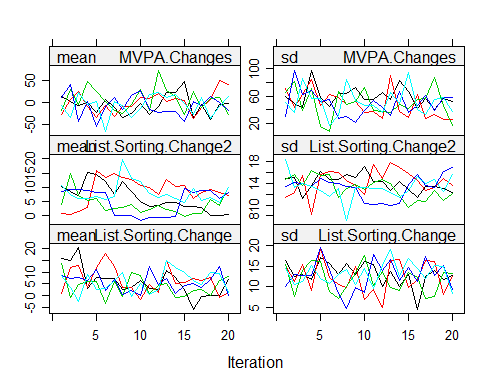 mean MVPA.Changes
sd MVPA.Changes
-50 0 50
20 60 100
mean List.Sorting.Change2
sd List.Sorting.Change2
0 5 10 15 20
8 10 14 18
mean List.Sorting.Change
sd List.Sorting.Change
-5 0 5 10 15 20
5 10 15 20
5 10 15 20
5 10 15 20
Iteration